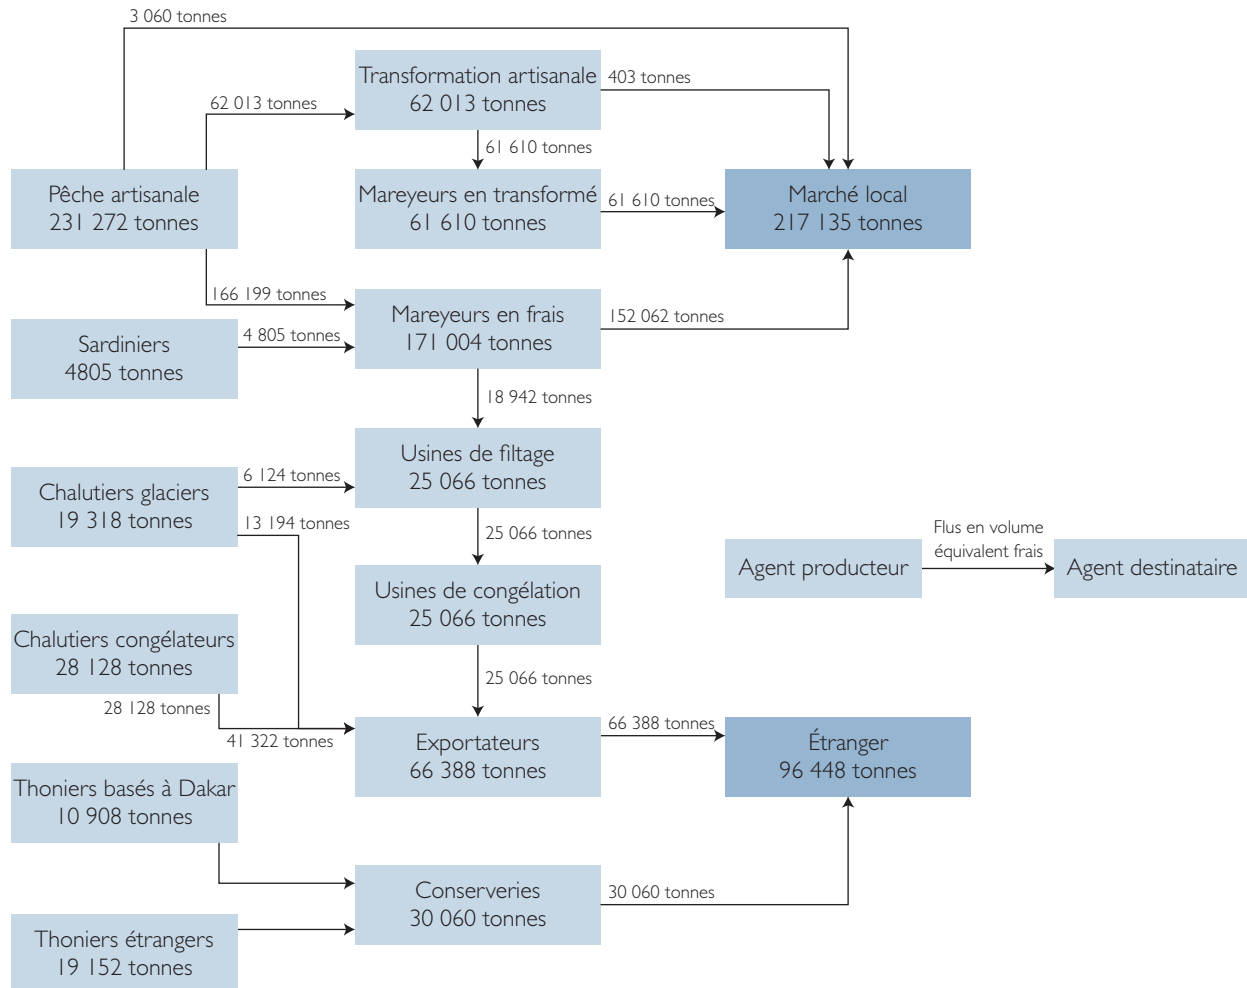 3 060 tonnes
Transformation artisanale
62 013 tonnes
403 tonnes
62 013 tonnes
61 610 tonnes
Pêche artisanale
231 272 tonnes
Mareyeurs en transformé
61 610 tonnes
61 610 tonnes
Marché local
217 135 tonnes
166 199 tonnes
Mareyeurs en frais
171 004 tonnes
152 062 tonnes
Sardiniers
4805 tonnes
4 805 tonnes
18 942 tonnes
Usines de filtage
25 066 tonnes
Chalutiers glaciers
19 318 tonnes
6 124 tonnes
13 194 tonnes
25 066 tonnes
Flus en volume
équivalent frais
Agent producteur
Agent destinataire
Usines de congélation
25 066 tonnes
Chalutiers congélateurs
28 128 tonnes
25 066 tonnes
28 128 tonnes
41 322 tonnes
Exportateurs
66 388 tonnes
66 388 tonnes
Étranger
96 448 tonnes
Thoniers basés à Dakar
10 908 tonnes
Conserveries
30 060 tonnes
30 060 tonnes
Thoniers étrangers
19 152 tonnes